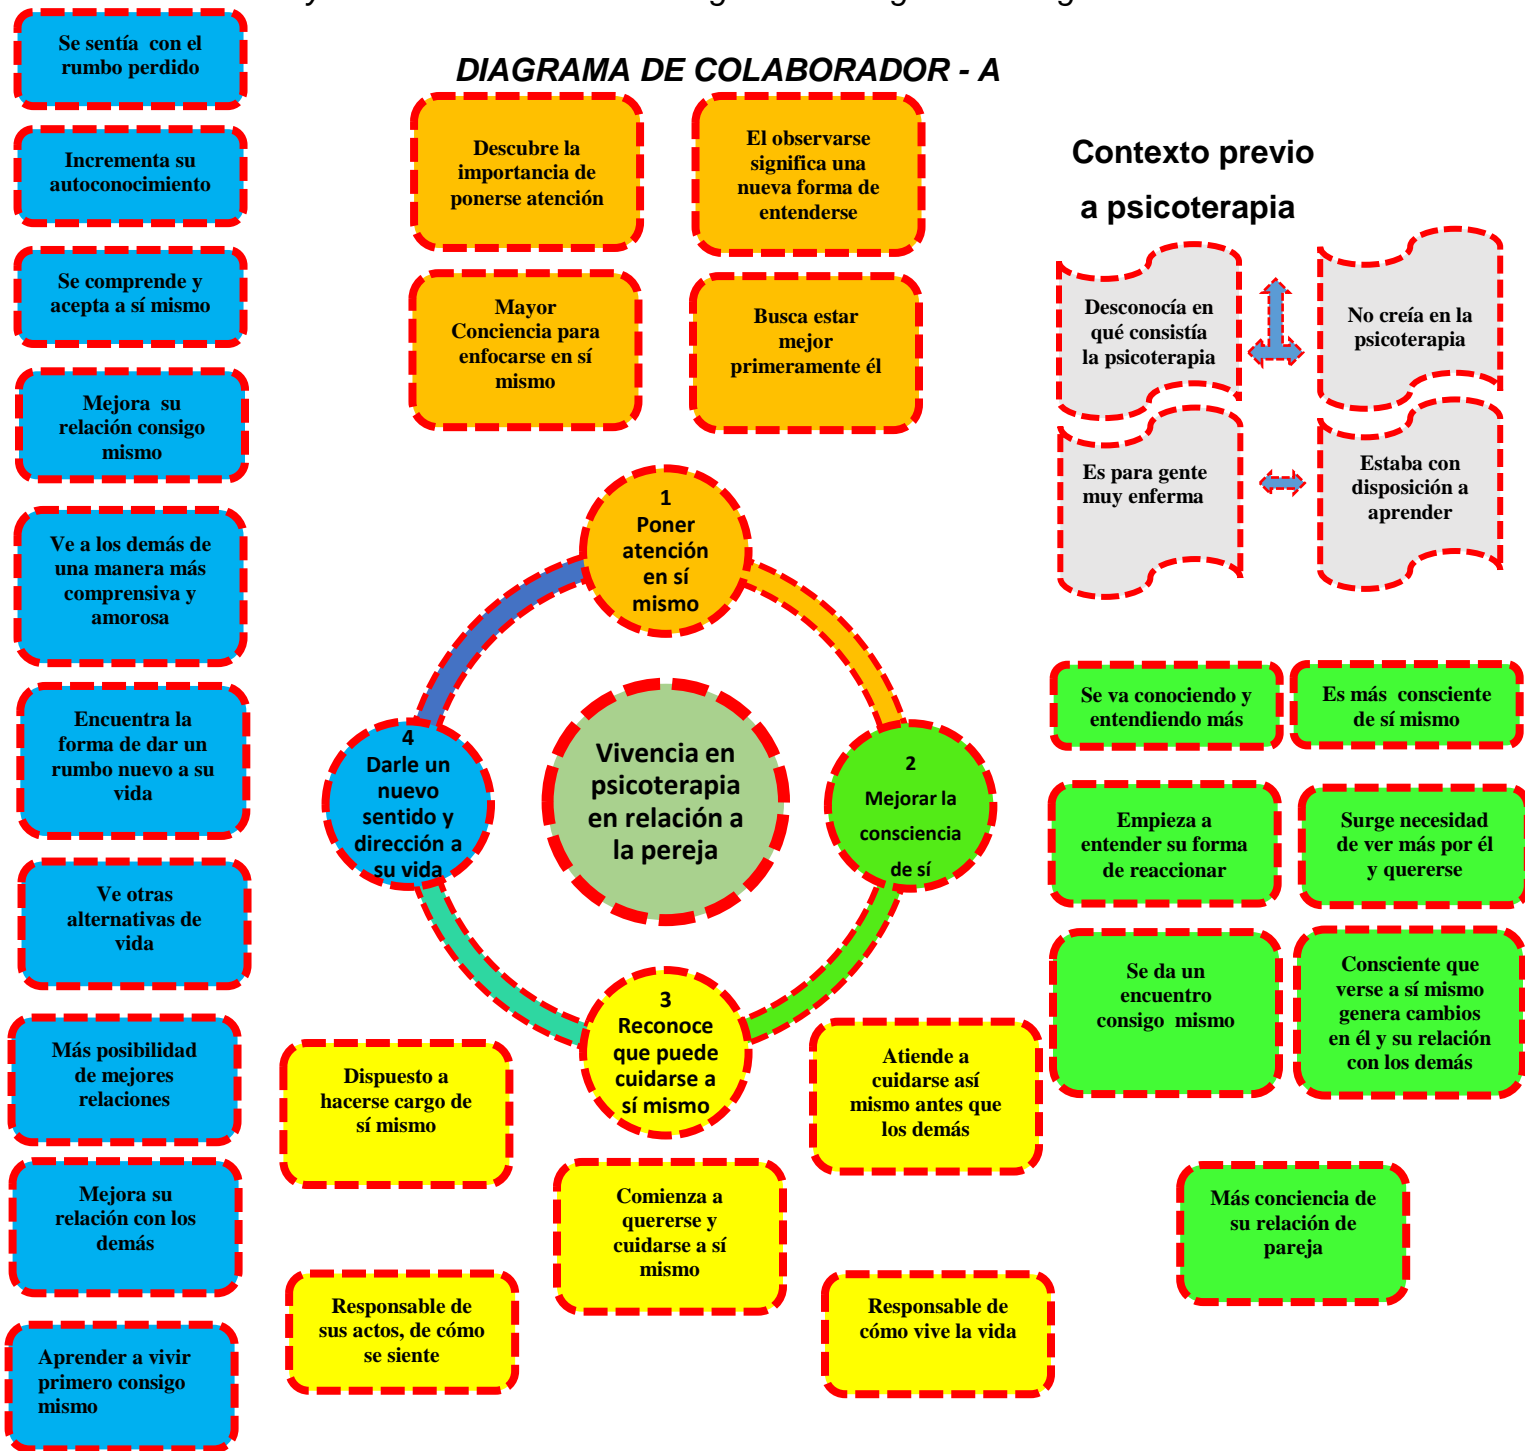 DIAGRAMA DE COLABORADOR - A
Se sentía con el
rumbo perdido
Incrementa su
autoconocimiento
Se comprende y
acepta a sí mismo
Mejora su
relación consigo
mismo
Ve a los demás de
una manera más
comprensiva y
amorosa
Encuentra la
forma de dar un
rumbo nuevo a su
vida
Ve otras
alternativas de
vida
Más posibilidad
de mejores
relaciones
Mejora su
relación con los
demás
Aprender a vivir
primero consigo
mismo
Descubre la
importancia de
ponerse atención
El observarse
significa una
nueva forma de
entenderse
Mayor
Conciencia para
enfocarse en sí
mismo
Busca estar
mejor
primeramente él
Contexto previo
a psicoterapia
Desconocía en
qué consistía
la psicoterapia
No creía en la
psicoterapia
Es para gente
muy enferma
Estaba con
disposición a
aprender
1
Poner
atención
en sí
mismo
4
Darle un
nuevo
sentido y
dirección a
su vida
Vivencia en
psicoterapia
en relación a
la pereja
2
Mejorar la
consciencia
de sí
3
Reconoce
que puede
cuidarse a
sí mismo
Se va conociendo y
entendiendo más
Es más consciente
de sí mismo
Empieza a
entender su forma
de reaccionar
Surge necesidad
de ver más por él
y quererse
Se da un
encuentro
consigo mismo
Consciente que
verse a sí mismo
genera cambios
en él y su relación
con los demás
Más conciencia de
su relación de
pareja
Dispuesto a
hacerse cargo de
sí mismo
Atiende a
cuidarse así
mismo antes que
los demás
Comienza a
quererse y
cuidarse a sí
mismo
Responsable de
sus actos, de cómo
se siente
Responsable de
cómo vive la vida